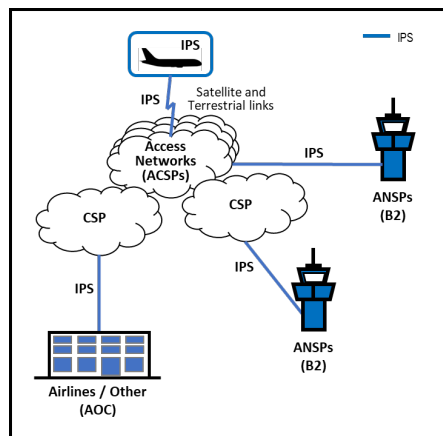 IPS
IPS
IPS
Satellite and
Terrestrial links
Access
Networks
(ACSPs)
IPS
ANSPs
(B2)
CSP
CSP
IPS
IPS
ANSPs
(B2)
Airlines / Other
(AOC)